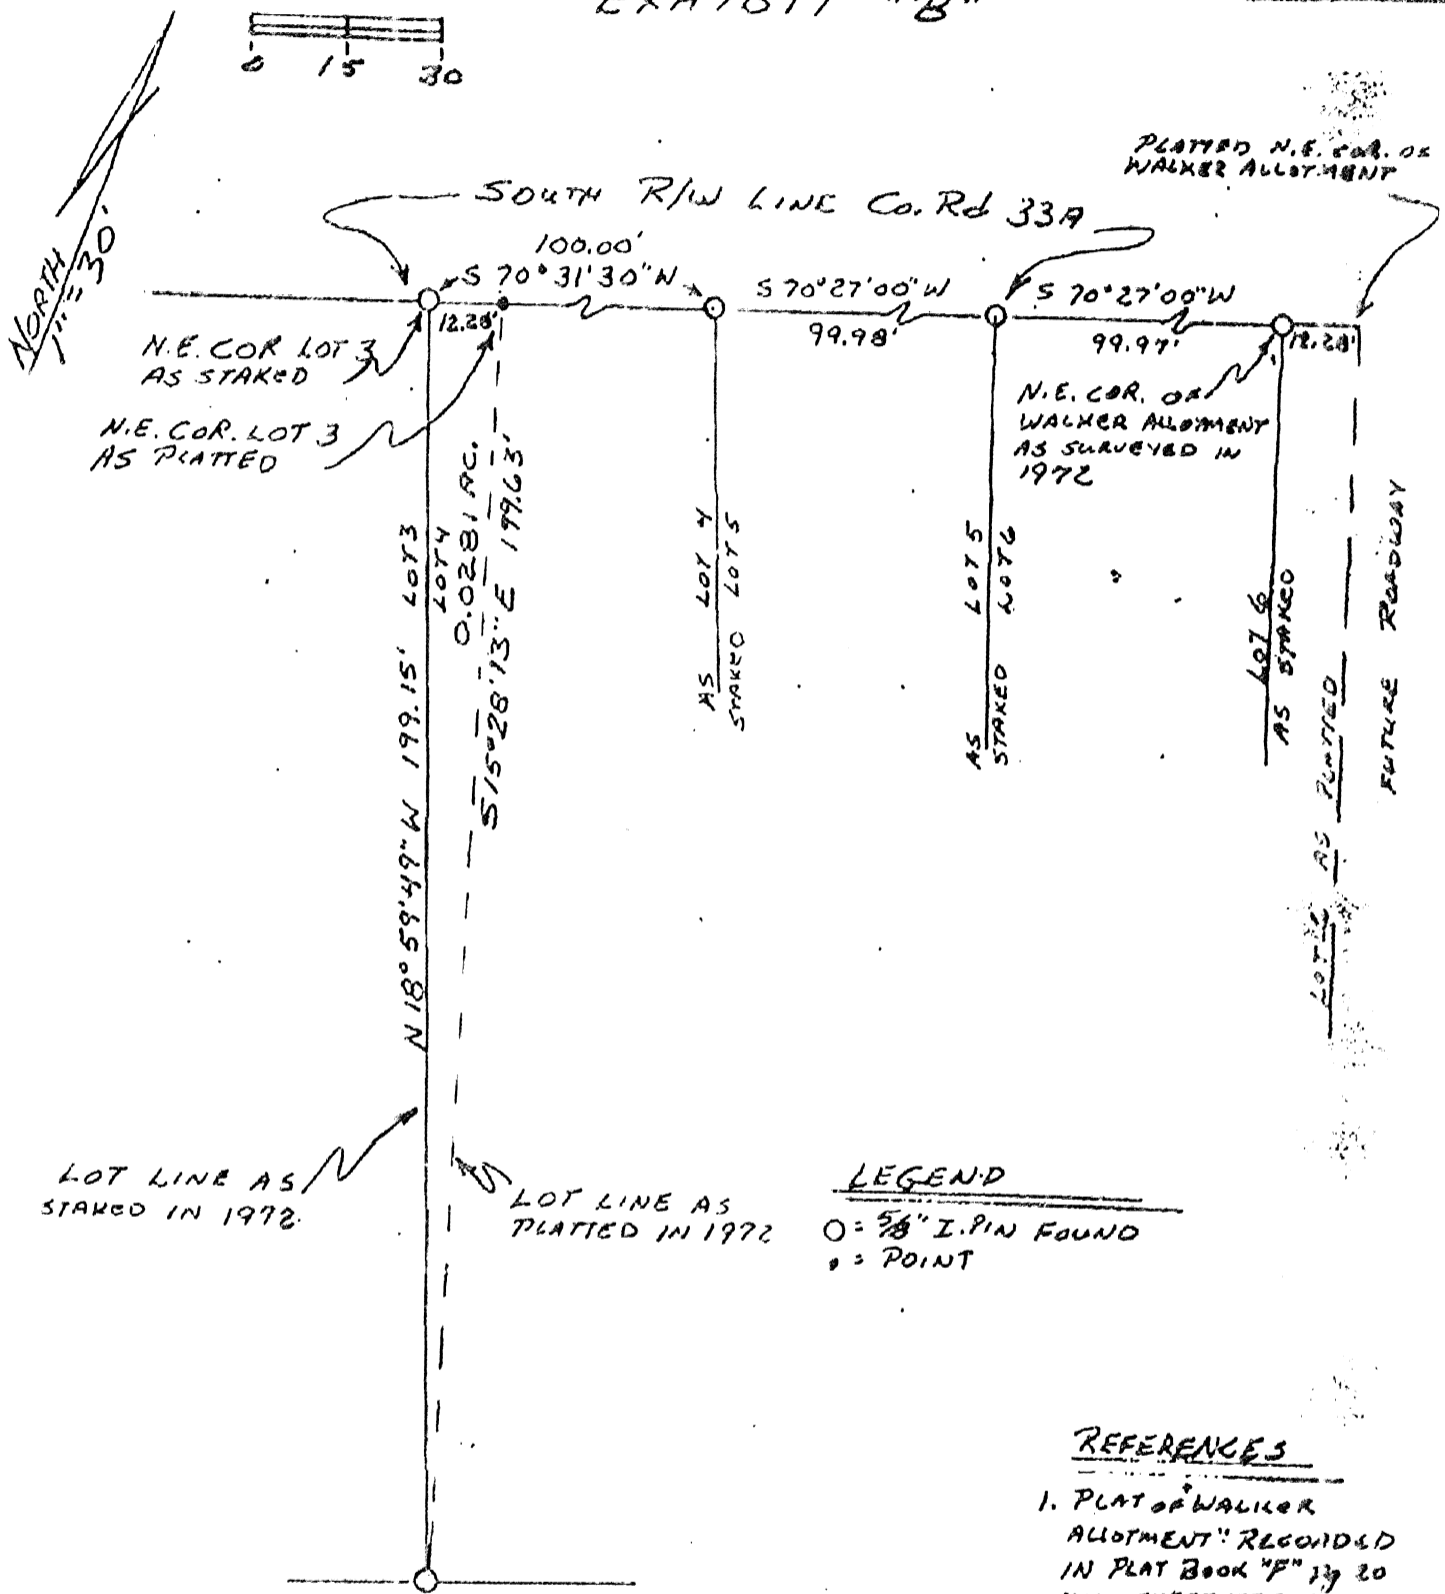 EXHIBIT "B"
0 15 30
NORTH
1"=30'
PLATTED N.E. COR. OF
WALKER ALLOTMENT
SOUTH R/W LINE Co. Rd 33A
100.00'
S 70°31'30" W
S 70°27'00" W
S 70°27'00" W
12.28'
99.98'
99.97'
12.28'
N.E. COR LOT 3
AS STAKED
N.E. COR. LOT 3
AS PLATTED
N.E. COR. OF
WALKER ALLOTMENT
AS SURVEYED IN
1972
LOT 3
LOT 4
0.0281 AC.
S 15°28'13" E 199.63'
N 18°59'49" W 199.15'
AS LOT 4
STAKED LOT 5
AS LOT 5
STAKED LOT 6
LOT 6
AS STAKED
LOT 6 AS PLATTED
FUTURE ROADWAY
LOT LINE AS
STAKED IN 1972
LOT LINE AS
PLATTED IN 1972
LEGEND
O = 5/8" I. PIN FOUND
• = POINT
REFERENCES
1. PLAT OF "WALKER
ALLOTMENT" RECORDED
IN PLAT BOOK "F" Pg 20